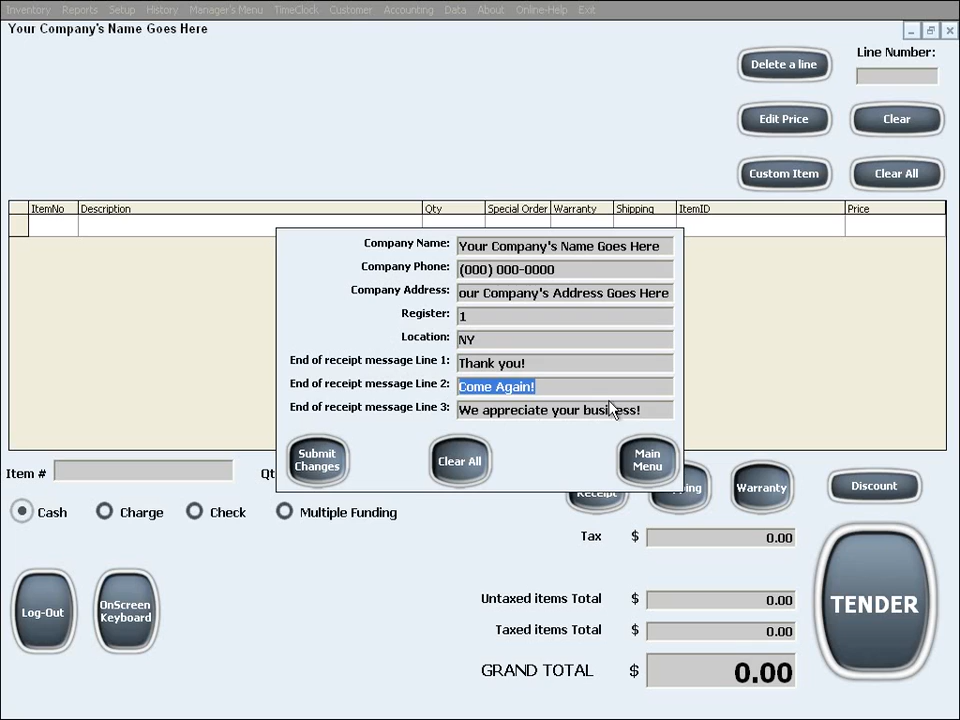 Inventory Reports Setup History Manager's Menu TimeClock Customer Accounting Data About Online-Help Exit
Your Company's Name Goes Here
Delete a line
Line Number:
Edit Price
Clear
Custom Item
Clear All
ItemNo Description Qty Special Order Warranty Shipping ItemID Price
Company Name: Your Company's Name Goes Here
Company Phone: (000) 000-0000
Company Address: our Company's Address Goes Here
Register: 1
Location: NY
End of receipt message Line 1: Thank you!
End of receipt message Line 2: Come Again!
End of receipt message Line 3: We appreciate your business!
Submit
Changes
Clear All
Main
Menu
Item #
Receipt
Warranty
Discount
Cash Charge Check Multiple Funding
Tax $ 0.00
Log-Out
OnScreen
Keyboard
Untaxed items Total $ 0.00
Taxed items Total $ 0.00
GRAND TOTAL $ 0.00
TENDER